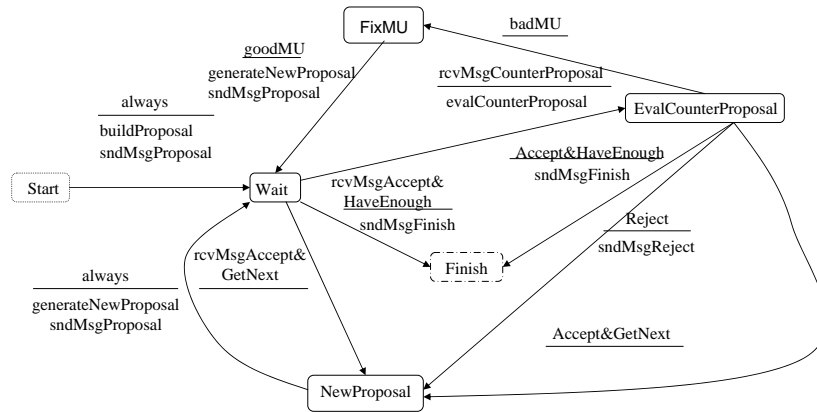 FixMU
badMU
goodMU
generateNewProposal
sndMsgProposal
rcvMsgCounterProposal
evalCounterProposal
always
buildProposal
sndMsgProposal
EvalCounterProposal
Accept&HaveEnough
sndMsgFinish
Start
Wait
rcvMsgAccept&
HaveEnough
sndMsgFinish
Reject
sndMsgReject
rcvMsgAccept&
GetNext
Finish
always
generateNewProposal
sndMsgProposal
Accept&GetNext
NewProposal